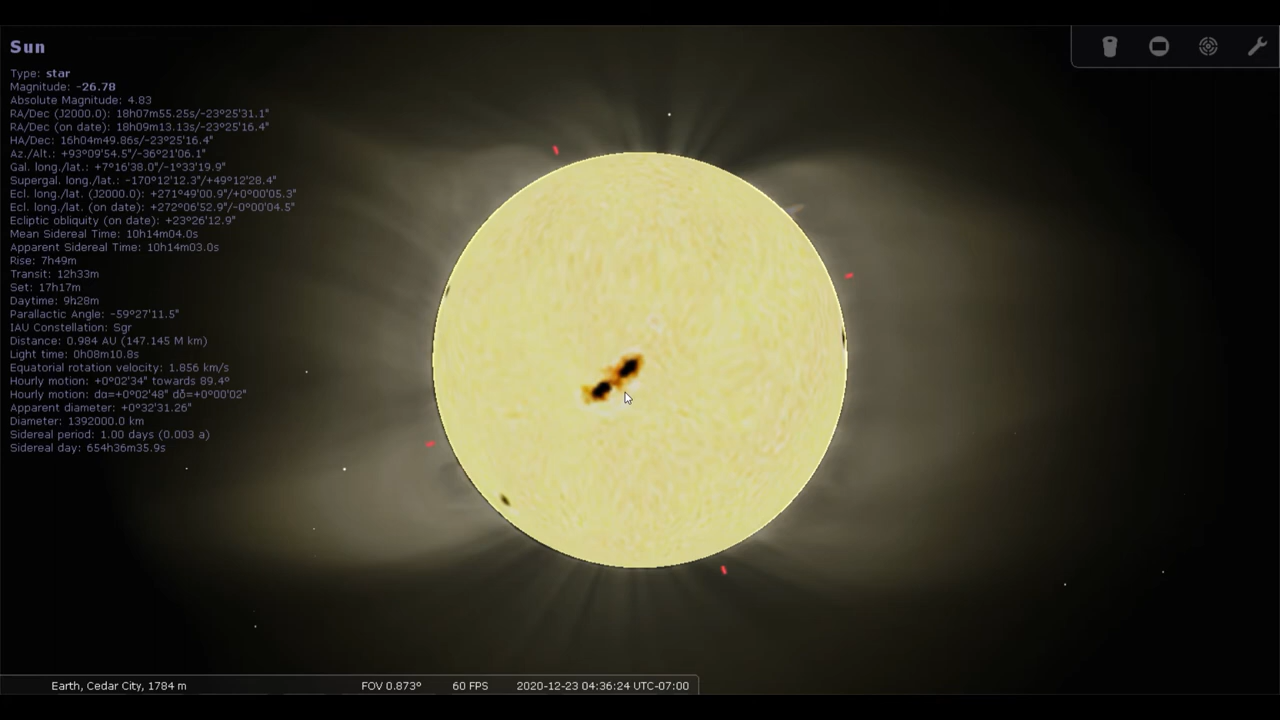 Sun
Type: star
Magnitude: -26.78
Absolute Magnitude: 4.83
RA/Dec (J2000.0): 18h07m55.25s/-23°25'31.1"
RA/Dec (on date): 18h09m13.13s/-23°25'16.4"
HA/Dec: 16h04m49.86s/-23°25'16.4"
Az./Alt.: +93°09'54.5"/-36°21'06.1"
Gal. long./lat.: +7°16'38.0"/-1°33'19.9"
Supergal. long./lat.: -170°12'12.3"/+49°12'28.4"
Ecl. long./lat. (J2000.0): +271°49'00.9"/+0°00'05.3"
Ecl. long./lat. (on date): +272°06'52.9"/-0°00'04.5"
Ecliptic obliquity (on date): +23°26'12.9"
Mean Sidereal Time: 10h14m04.0s
Apparent Sidereal Time: 10h14m03.0s
Rise: 7h49m
Transit: 12h33m
Set: 17h17m
Daytime: 9h28m
Parallactic Angle: -59°27'11.5"
IAU Constellation: Sgr
Distance: 0.984 AU (147.145 M km)
Light time: 0h08m10.8s
Equatorial rotation velocity: 1.856 km/s
Hourly motion: +0°02'34" towards 89.4°
Hourly motion: dα=+0°02'48" dδ=+0°00'02"
Apparent diameter: +0°32'31.26"
Diameter: 1392000.0 km
Sidereal period: 1.00 days (0.003 a)
Sidereal day: 654h36m35.9s
Earth, Cedar City, 1784 m FOV 0.873° 60 FPS 2020-12-23 04:36:24 UTC-07:00